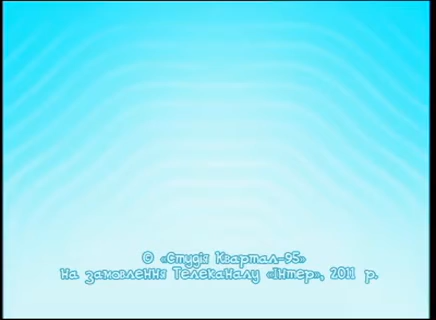 © «Студія Квартал-95»
на замовлення Телеканалу «Інтер», 2011 р.